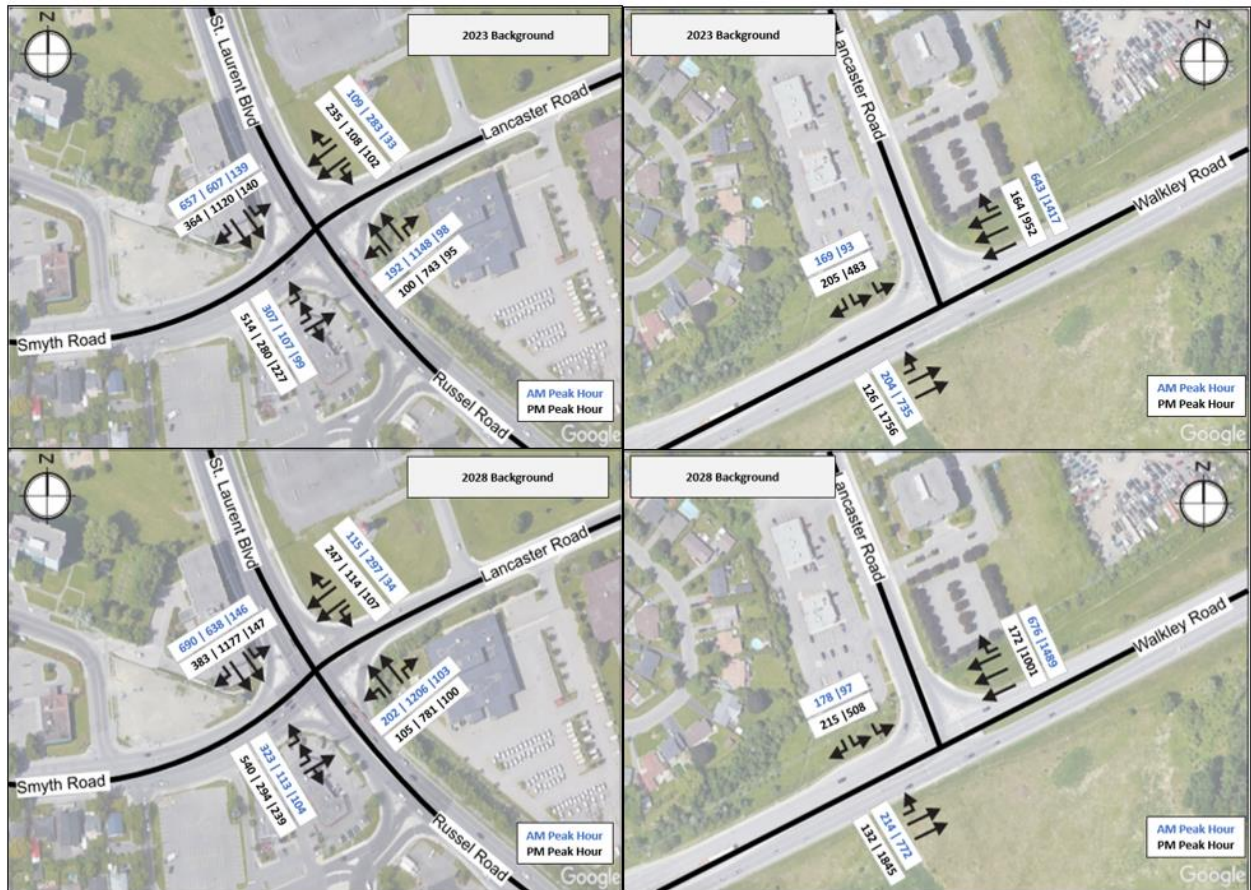 N
2023 Background
St. Laurent Blvd
109 | 283 |33
235 | 108 |102
Lancaster Road
657 | 607 |139
364 | 1120 |140
192 | 1148 |98
100 | 743 |95
307 | 107 |99
514 | 280 |227
Smyth Road
Russel Road
AM Peak Hour
PM Peak Hour
Google
2023 Background
N
Lancaster Road
643 |1417
164 |952
Walkley Road
169 |93
205 |483
204 |735
126 |1756
AM Peak Hour
PM Peak Hour
Google
N
2028 Background
St. Laurent Blvd
115 | 297 |34
247 | 114 |107
Lancaster Road
690 | 638 |146
383 | 1177 |147
202 | 1206 |103
105 | 781 |100
323 | 113 |104
540 | 294 |239
Smyth Road
Russel Road
AM Peak Hour
PM Peak Hour
Google
2028 Background
N
Lancaster Road
676 |1489
172 |1001
Walkley Road
178 |97
215 |508
214 |772
132 |1845
AM Peak Hour
PM Peak Hour
Google